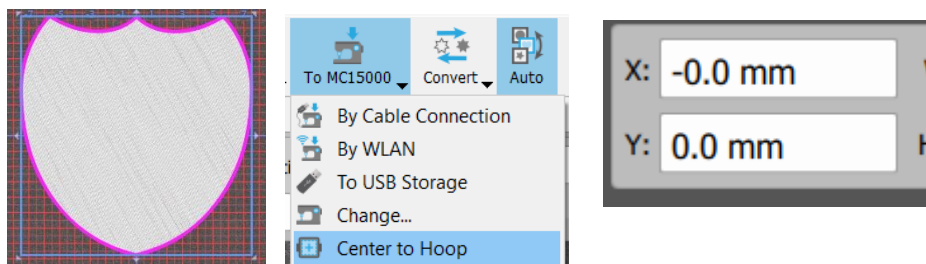 To MC15000
Convert
Auto
By Cable Connection
By WLAN
To USB Storage
Change...
Center to Hoop
X: -0.0 mm
Y: 0.0 mm